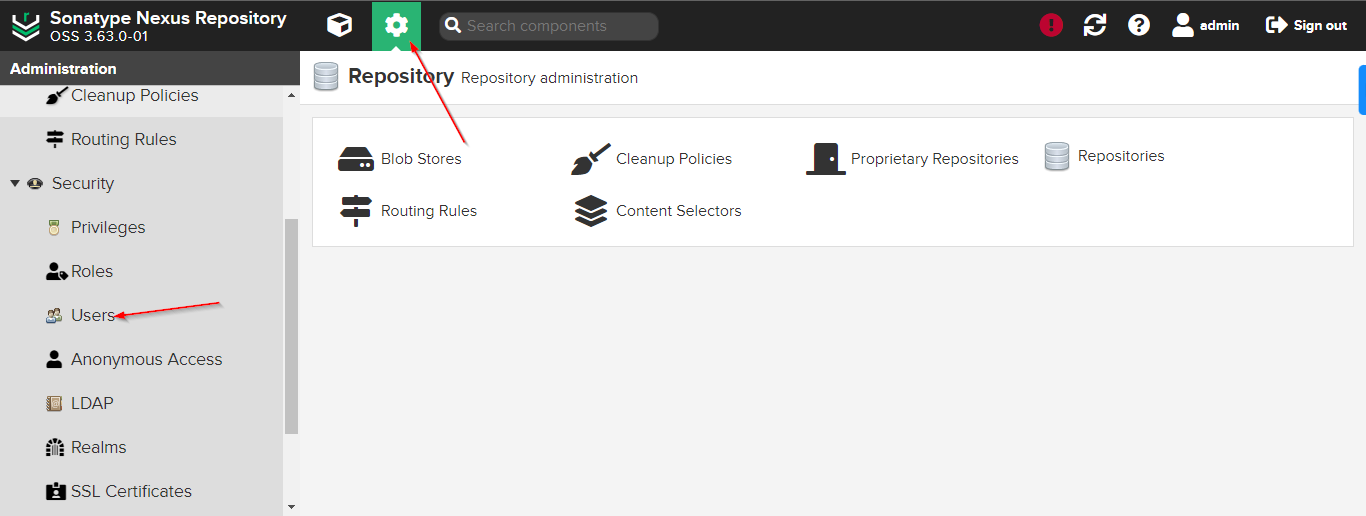 Sonatype Nexus Repository
OSS 3.63.0-01
Search components
admin
Sign out
Administration
Cleanup Policies
Routing Rules
Security
Privileges
Roles
Users
Anonymous Access
LDAP
Realms
SSL Certificates
Repository Repository administration
Blob Stores
Cleanup Policies
Proprietary Repositories
Repositories
Routing Rules
Content Selectors